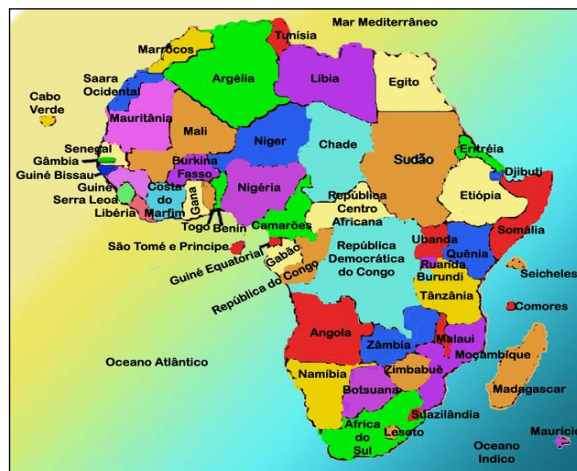 Mar Mediterrâneo
Marrocos
Tunísia
Argélia
Líbia
Egito
Saara
Ocidental
Cabo
Verde
Mauritânia
Mali
Niger
Chade
Sudão
Eritréia
Djibuti
Senegal
Gâmbia
Guiné Bissau
Guiné
Serra Leoa
Libéria
Costa
do
Marfim
Burkina
Fasso
Gana
Togo
Benin
Nigéria
Camarões
República
Centro
Africana
Etiópia
Somália
São Tomé e Principe
Guiné Equatorial
Gabão
República do Congo
República
Democrática
do Congo
Ubanda
Quênia
Ruanda
Burundi
Tânzânia
Seicheles
Comores
Angola
Zâmbia
Malaui
Moçambique
Zimbabuê
Madagascar
Namíbia
Botsuana
Suazilândia
África
do
Sul
Lesoto
Maurício
Oceano Atlântico
Oceano
Indico